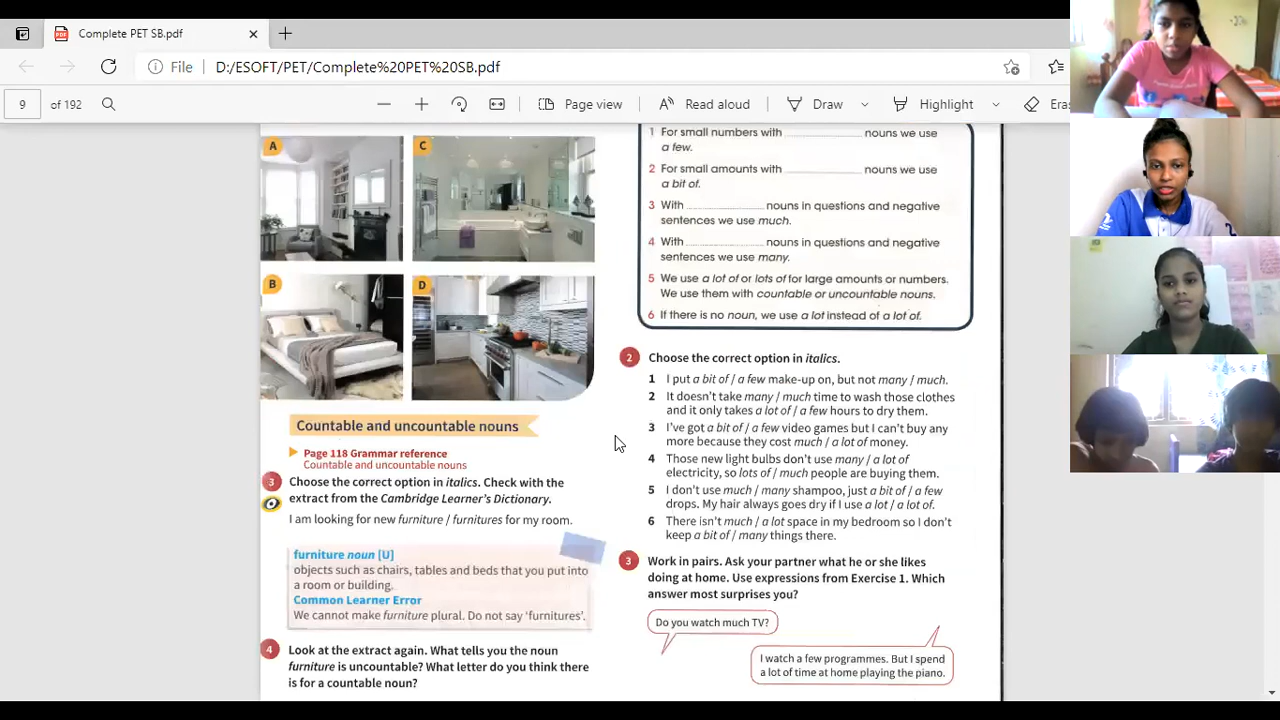 Complete PET SB.pdf
File
D:/ESOFT/PET/Complete%20PET%20SB.pdf
9
of 192
Page view
Read aloud
Draw
Highlight
Eras
A
C
B
D
Countable and uncountable nouns
Page 118 Grammar reference
Countable and uncountable nouns
3 Choose the correct option in italics. Check with the
extract from the Cambridge Learner's Dictionary.
I am looking for new furniture / furnitures for my room.
furniture noun [U]
objects such as chairs, tables and beds that you put into
a room or building.
Common Learner Error
We cannot make furniture plural. Do not say 'furnitures'.
4 Look at the extract again. What tells you the noun
furniture is uncountable? What letter do you think there
is for a countable noun?
1 For small numbers with ............ nouns we use
a few.
2 For small amounts with ............ nouns we use
a bit of.
3 With ............ nouns in questions and negative
sentences we use much.
4 With ............ nouns in questions and negative
sentences we use many.
5 We use a lot of or lots of for large amounts or numbers.
We use them with countable or uncountable nouns.
6 If there is no noun, we use a lot instead of a lot of.
2 Choose the correct option in italics.
1 I put a bit of / a few make-up on, but not many / much.
2 It doesn't take many / much time to wash those clothes
and it only takes a lot of / a few hours to dry them.
3 I've got a bit of / a few video games but I can't buy any
more because they cost much / a lot of money.
4 Those new light bulbs don't use many / a lot of
electricity, so lots of / much people are buying them.
5 I don't use much / many shampoo, just a bit of / a few
drops. My hair always goes dry if I use a lot / a lot of.
6 There isn't much / a lot space in my bedroom so I don't
keep a bit of / many things there.
3 Work in pairs. Ask your partner what he or she likes
doing at home. Use expressions from Exercise 1. Which
answer most surprises you?
Do you watch much TV?
I watch a few programmes. But I spend
a lot of time at home playing the piano.